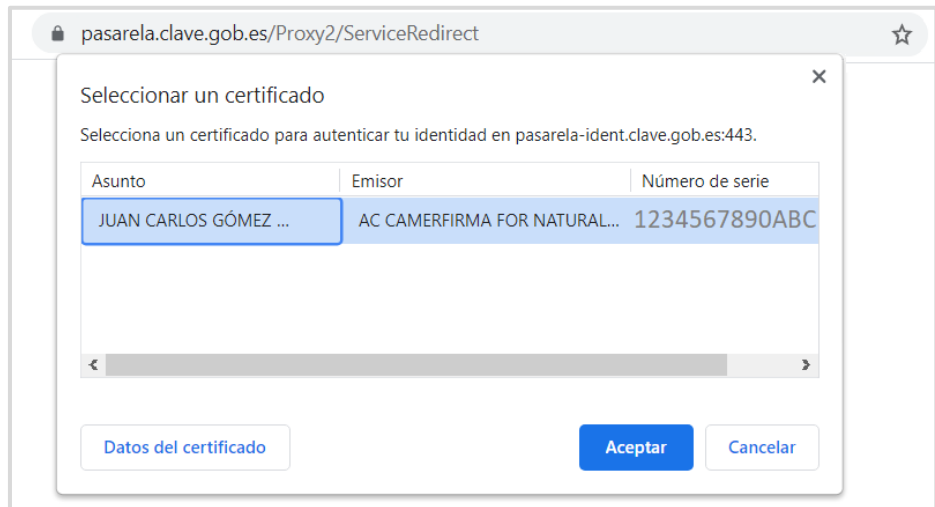 pasarela.clave.gob.es/Proxy2/ServiceRedirect
Seleccionar un certificado
Selecciona un certificado para autenticar tu identidad en pasarela-ident.clave.gob.es:443.
Asunto Emisor Número de serie
JUAN CARLOS GÓMEZ ... AC CAMERFIRMA FOR NATURAL... 1234567890ABC
Datos del certificado Aceptar Cancelar